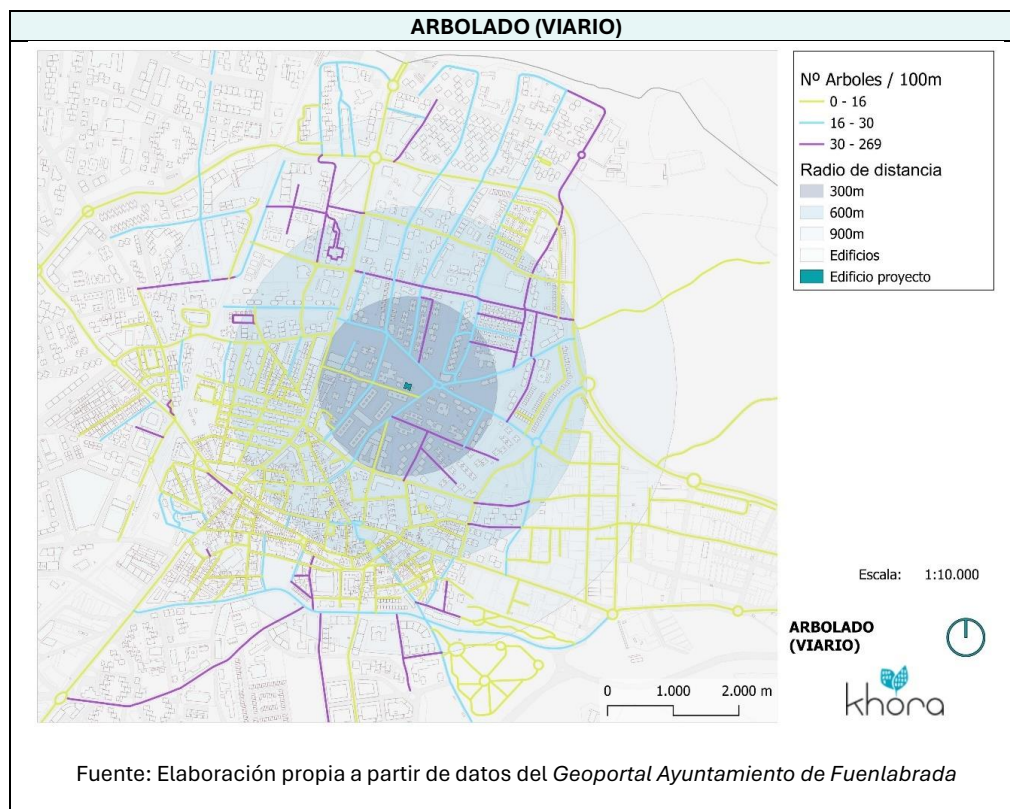 ARBOLADO (VIARIO)
Nº Arboles / 100m
0 - 16
16 - 30
30 - 269
Radio de distancia
300m
600m
900m
Edificios
Edificio proyecto
Escala: 1:10.000
ARBOLADO
(VIARIO)
khora
0 1.000 2.000 m
Fuente: Elaboración propia a partir de datos del Geoportal Ayuntamiento de Fuenlabrada